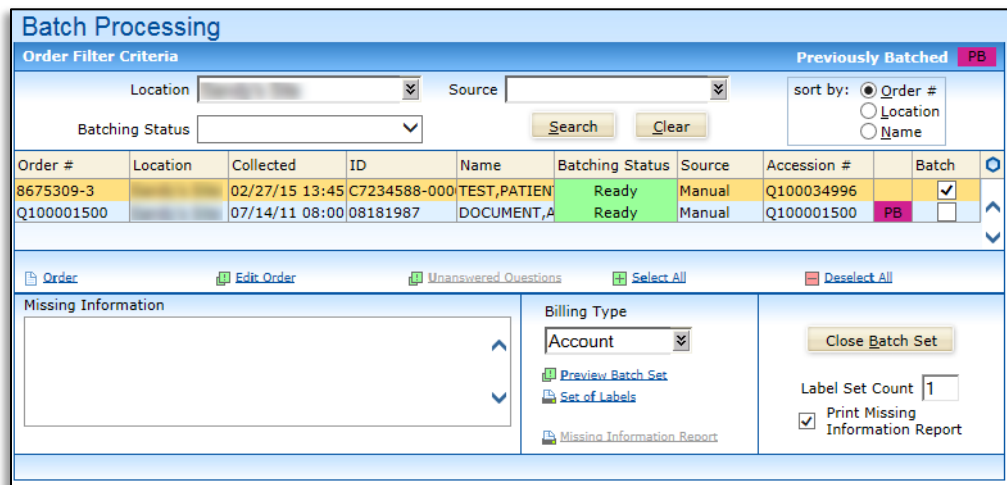 Batch Processing
Order Filter Criteria Previously Batched PB
Location Source sort by: Order #
Location
Batching Status Search Clear Name
Order # Location Collected ID Name Batching Status Source Accession # Batch
8675309-3 02/27/15 13:45 C7234588-000 TEST,PATIEN Ready Manual Q100034996
Q100001500 07/14/11 08:00 08181987 DOCUMENT,A Ready Manual Q100001500 PB
Order Edit Order Unanswered Questions Select All Deselect All
Missing Information Billing Type
Account Close Batch Set
Preview Batch Set
Set of Labels Label Set Count 1
Print Missing
Information Report
Missing Information Report